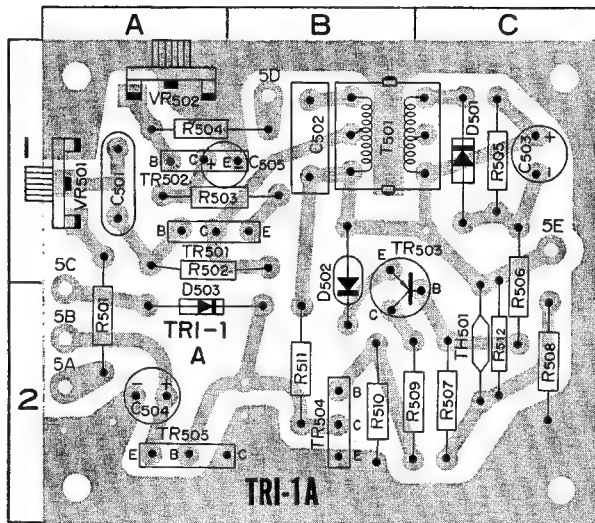 A B C
5D
VR502
R504
C502
T501
D501
R505
C503
+
-
1
VR501
C501
B C E
+
C505
TR502
R503
B C E
TR501
5E
5C
R502
D502
TR503
E
B
C
R506
D503
TRI-1
A
5B
R501
R511
TH501
R512
R508
5A
2
- +
C504
TR504
B
C
E
R510
R509
R507
TR505
E B C
TRI-1A